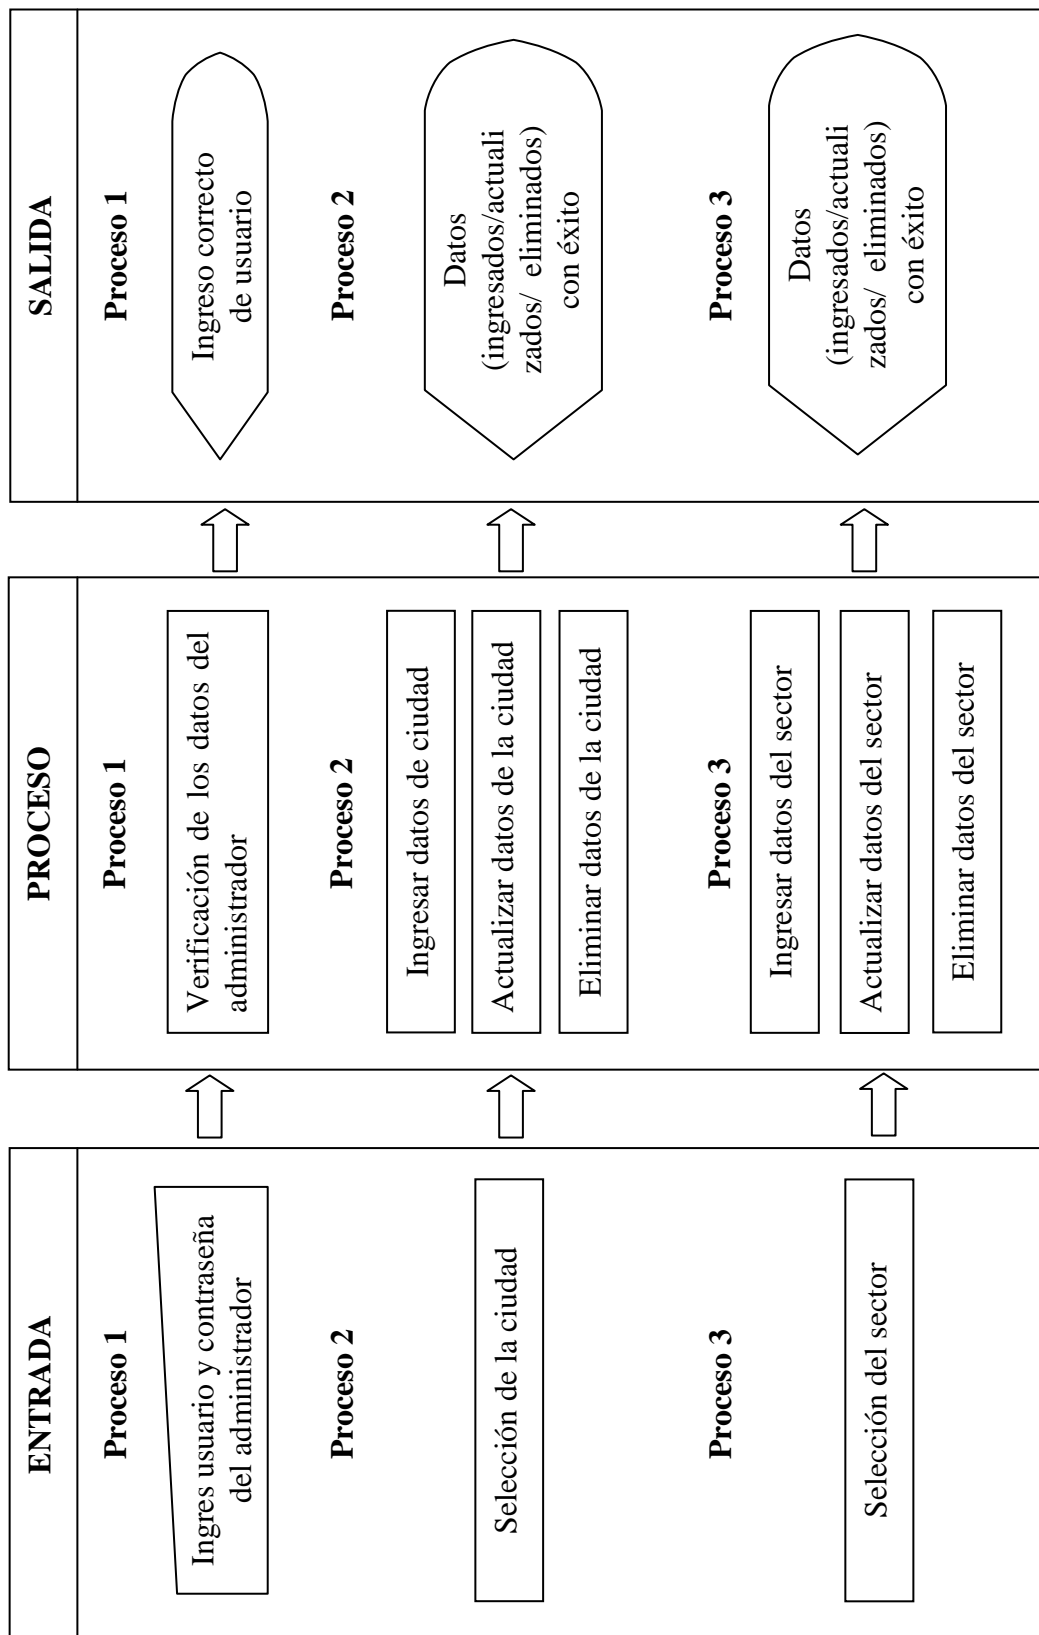 ENTRADA
Proceso 1
Ingres usuario y contraseña
del administrador
Proceso 2
Selección de la ciudad
Proceso 3
Selección del sector
PROCESO
Proceso 1
Verificación de los datos del
administrador
Proceso 2
Ingresar datos de ciudad
Actualizar datos de la ciudad
Eliminar datos de la ciudad
Proceso 3
Ingresar datos del sector
Actualizar datos del sector
Eliminar datos del sector
SALIDA
Proceso 1
Ingreso correcto
de usuario
Proceso 2
Datos
(ingresados/actuali
zados/ eliminados)
con éxito
Proceso 3
Datos
(ingresados/actuali
zados/ eliminados)
con éxito